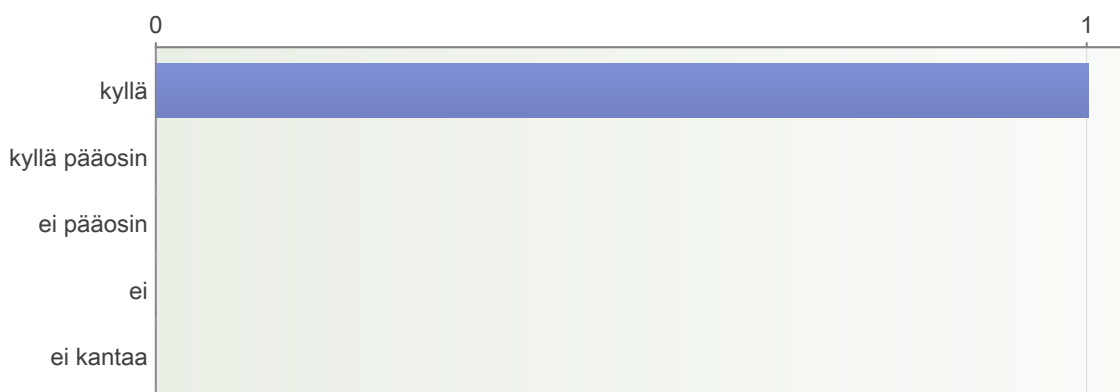 0 1
kyllä
kyllä pääosin
ei pääosin
ei
ei kantaa